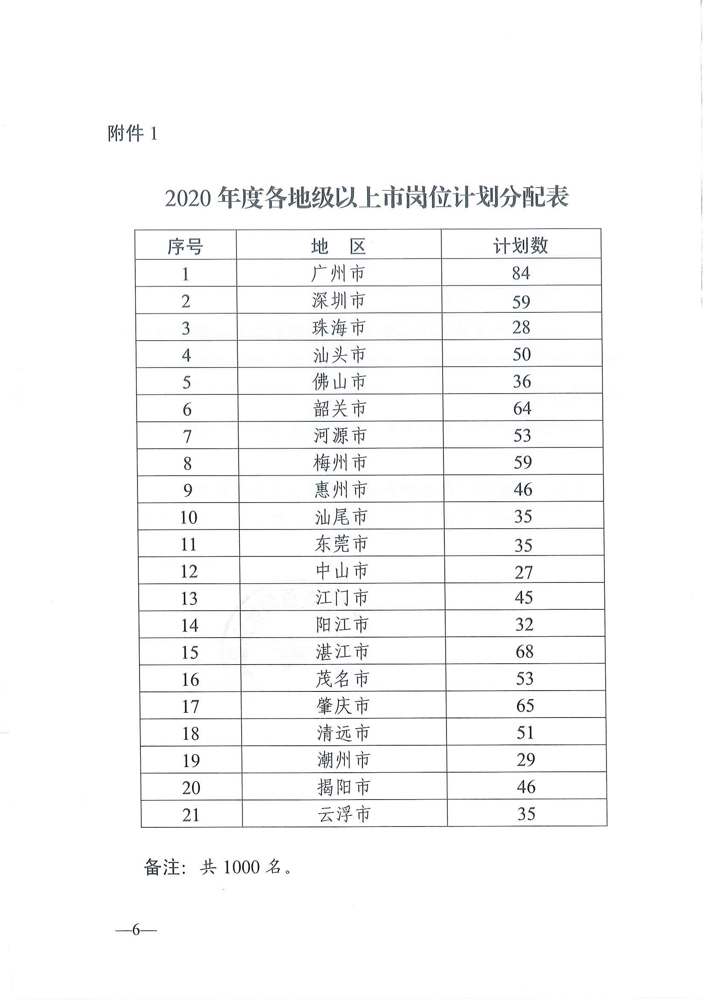 附件 1
2020 年度各地级以上市岗位计划分配表
序号 地 区 计划数
1 广州市 84
2 深圳市 59
3 珠海市 28
4 汕头市 50
5 佛山市 36
6 韶关市 64
7 河源市 53
8 梅州市 59
9 惠州市 46
10 汕尾市 35
11 东莞市 35
12 中山市 27
13 江门市 45
14 阳江市 32
15 湛江市 68
16 茂名市 53
17 肇庆市 65
18 清远市 51
19 潮州市 29
20 揭阳市 46
21 云浮市 35
备注：共 1000 名。
—6—